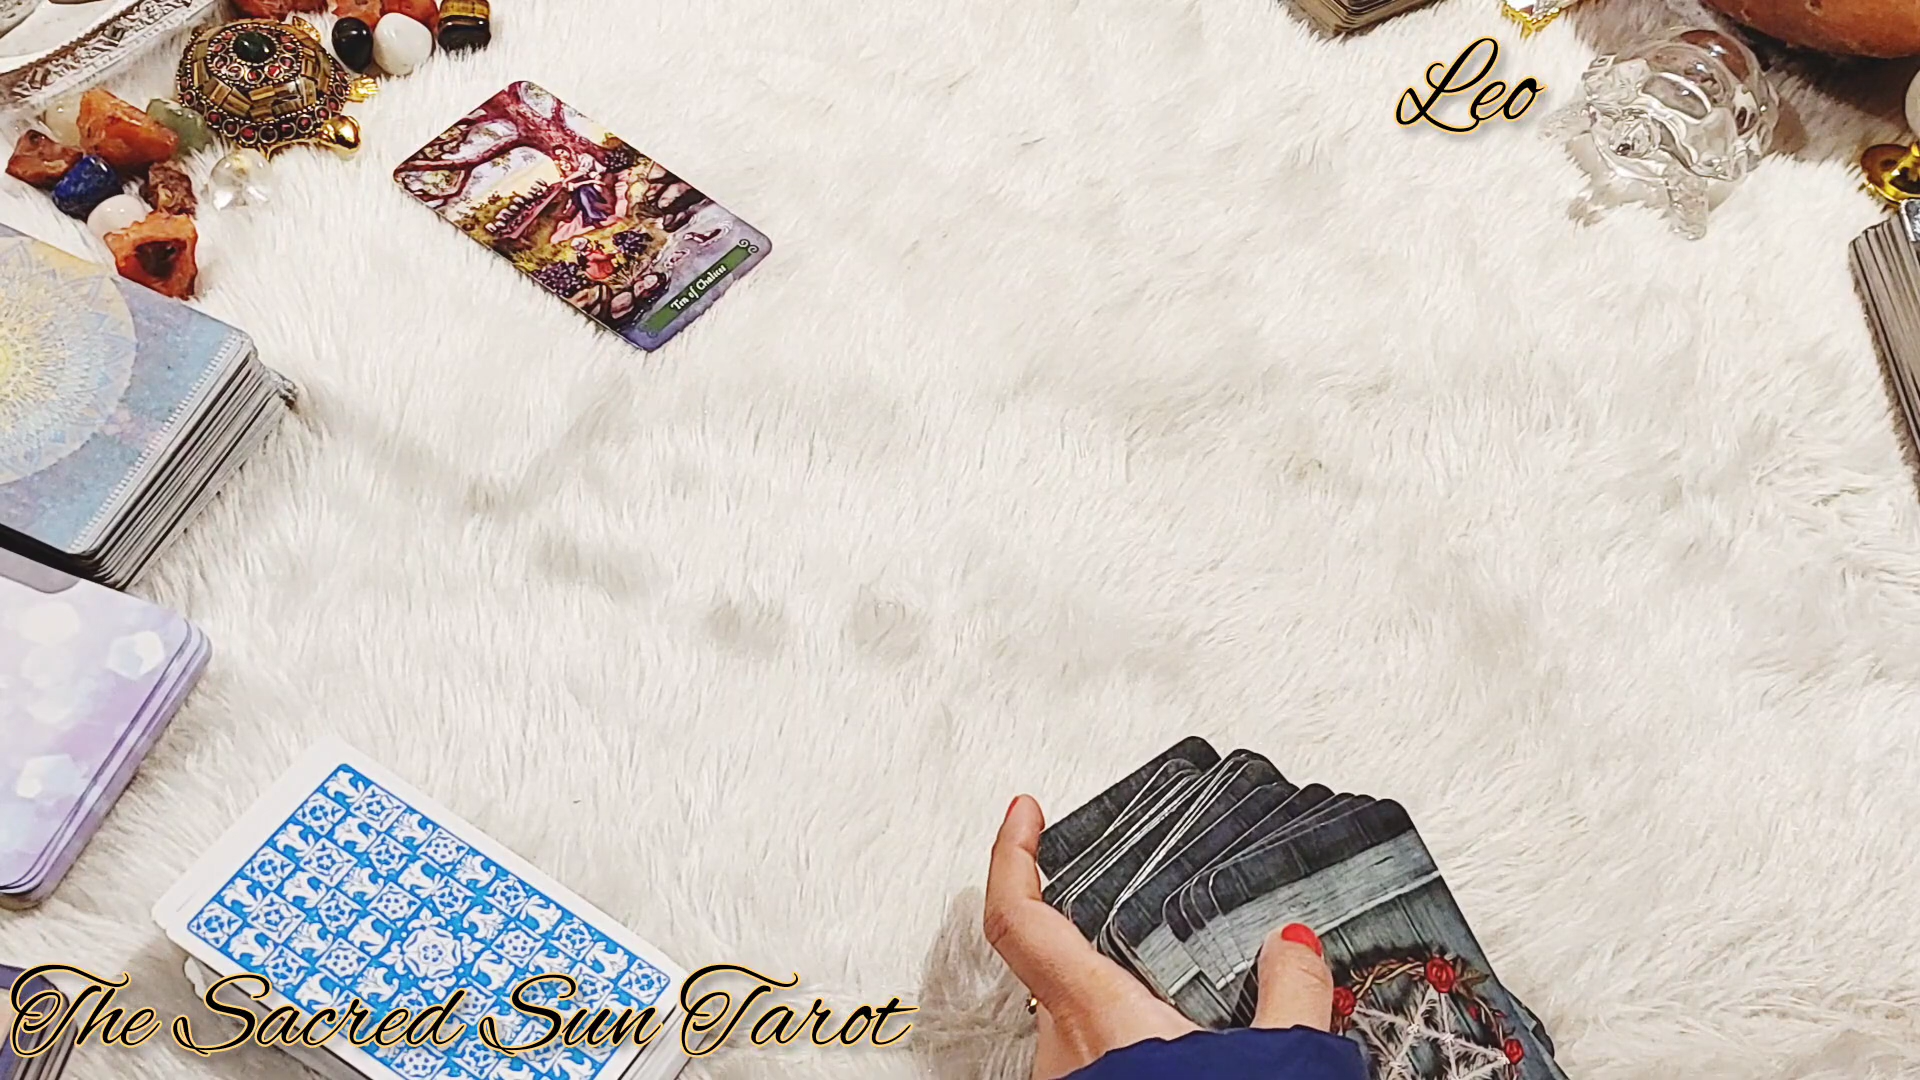 Leo
Ten of Chalices
The Sacred Sun Tarot